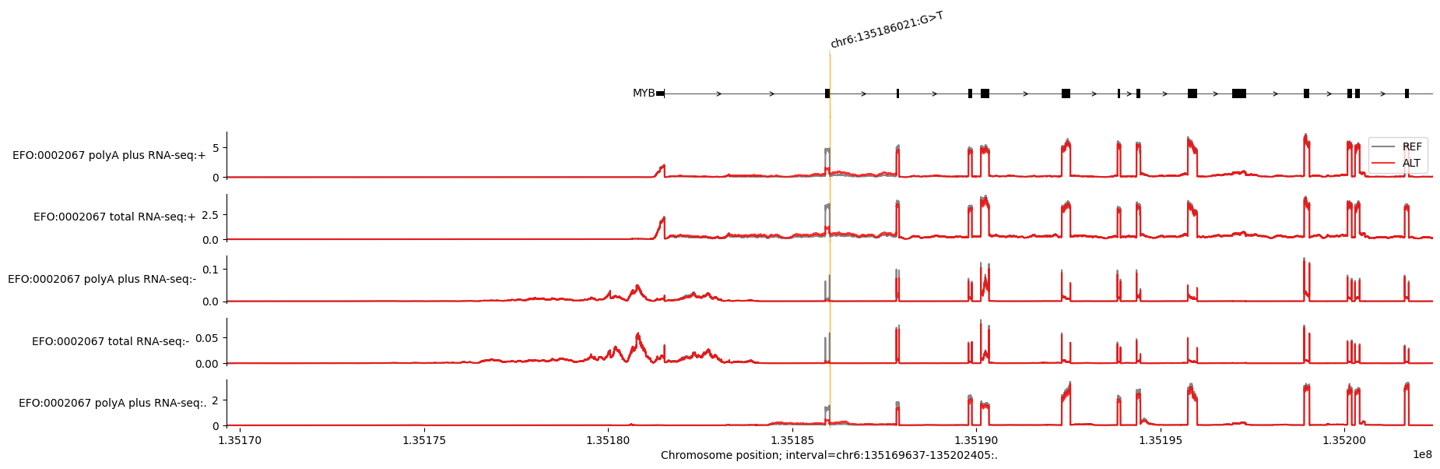 chr6:135186021:G>T
MYB
EFO:0002067 polyA plus RNA-seq:+
5
0
REF
ALT
EFO:0002067 total RNA-seq:+
2.5
0.0
EFO:0002067 polyA plus RNA-seq:-
0.1
0.0
EFO:0002067 total RNA-seq:-
0.05
0.00
EFO:0002067 polyA plus RNA-seq:.
2
0
1.35170 1.35175 1.35180 1.35185 1.35190 1.35195 1.35200
Chromosome position; interval=chr6:135169637-135202405:.
1e8